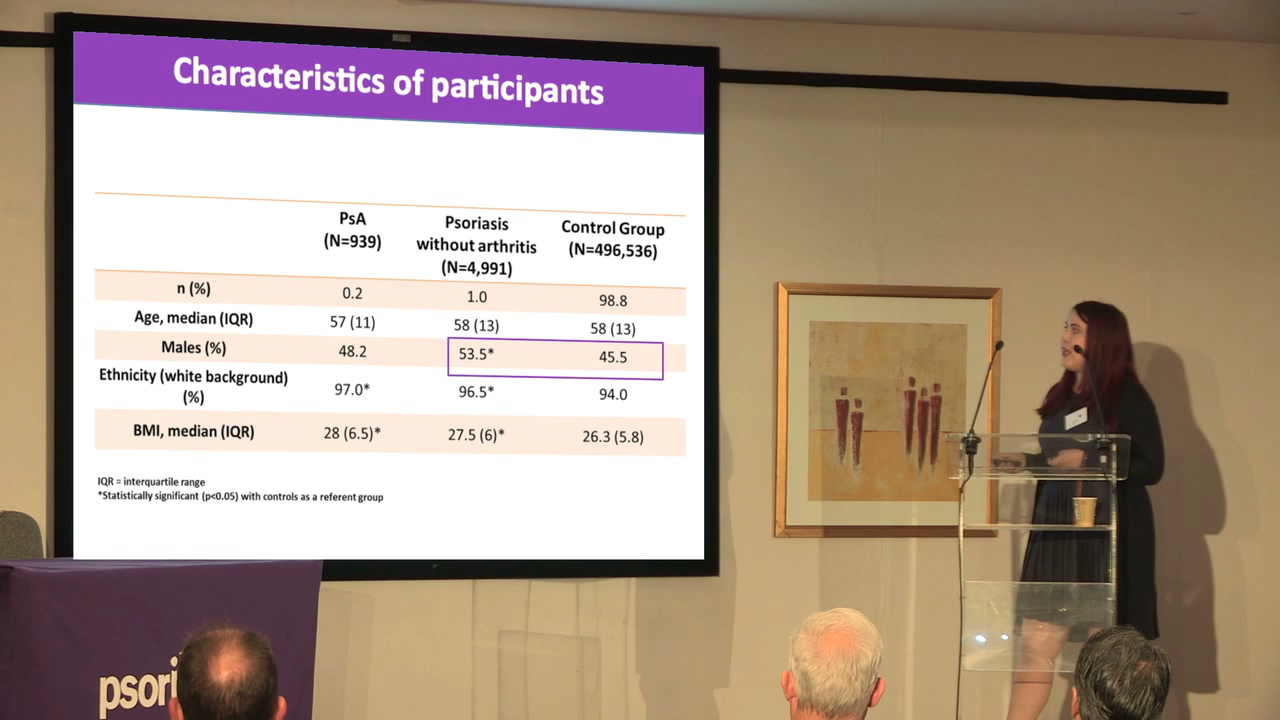 Characteristics of participants
PsA
(N=939)
Psoriasis
without arthritis
(N=4,991)
Control Group
(N=496,536)
n (%)
0.2
1.0
98.8
Age, median (IQR)
57 (11)
58 (13)
58 (13)
Males (%)
48.2
53.5*
45.5
Ethnicity (white background)
(%)
97.0*
96.5*
94.0
BMI, median (IQR)
28 (6.5)*
27.5 (6)*
26.3 (5.8)
IQR = interquartile range
*Statistically significant (p<0.05) with controls as a referent group
psori